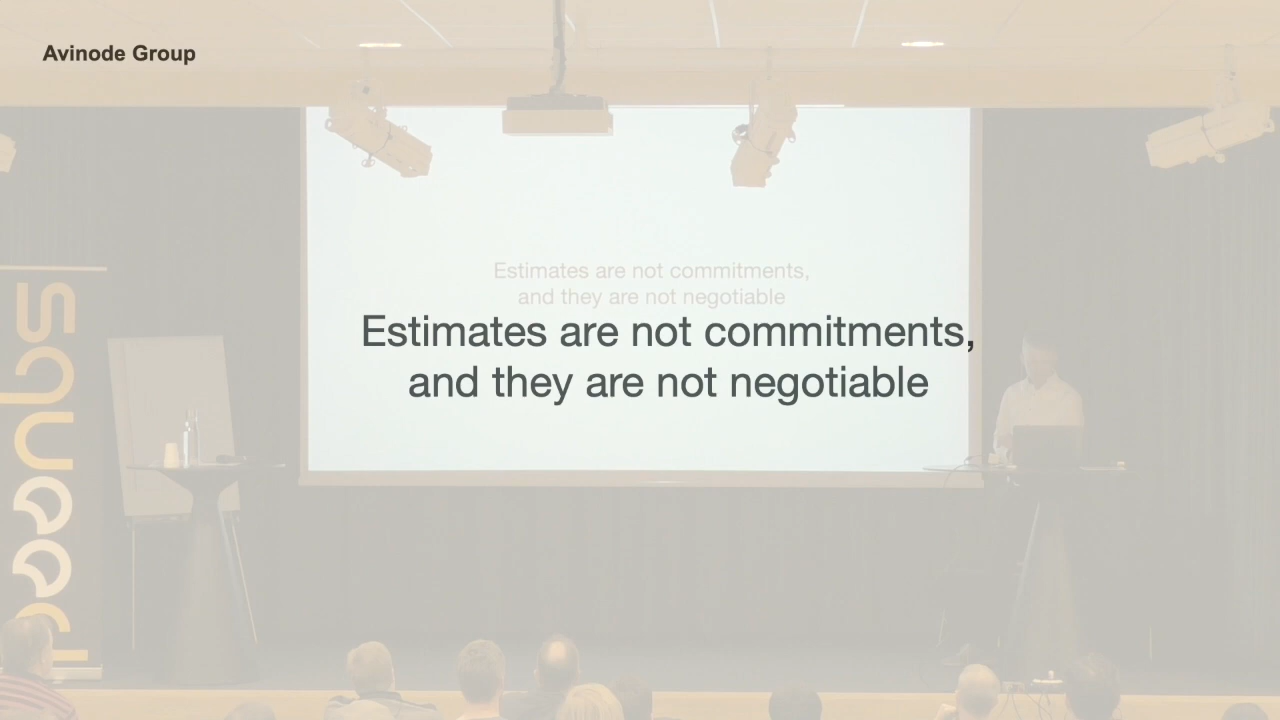 Avinode Group
Estimates are not commitments,
and they are not negotiable
Estimates are not commitments,
and they are not negotiable